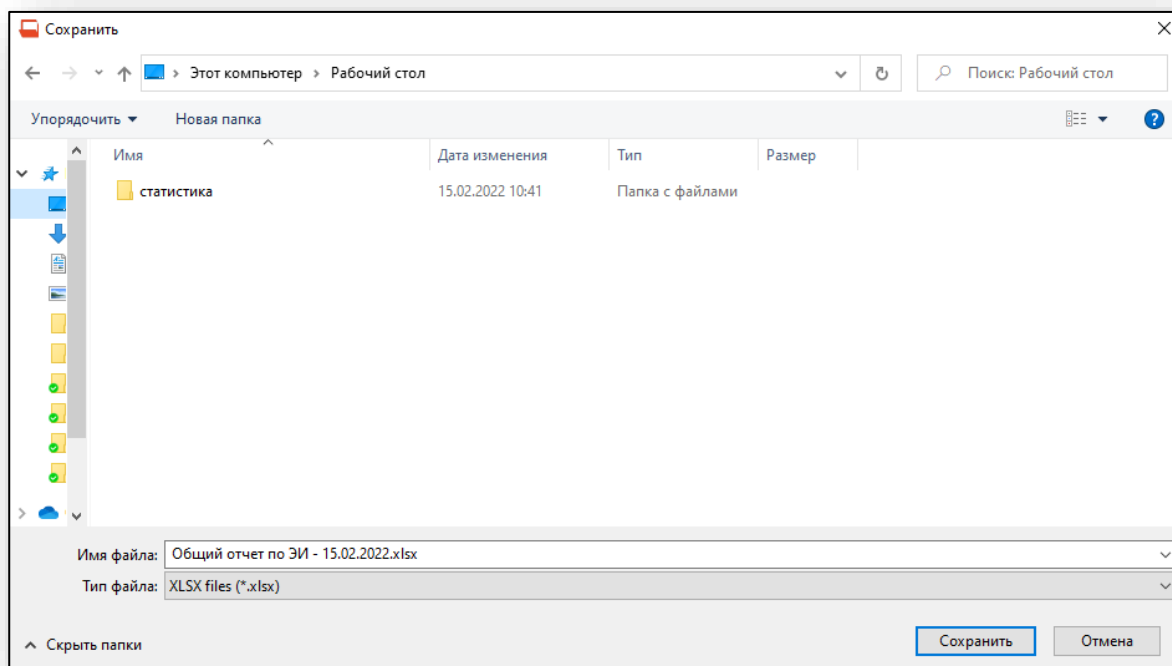 Сохранить
Этот компьютер > Рабочий стол
Поиск: Рабочий стол
Упорядочить
Новая папка
?
Имя
Дата изменения
Тип
Размер
статистика
15.02.2022 10:41
Папка с файлами
Имя файла: Общий отчет по ЭИ - 15.02.2022.xlsx
Тип файла: XLSX files (*.xlsx)
Скрыть папки
Сохранить
Отмена